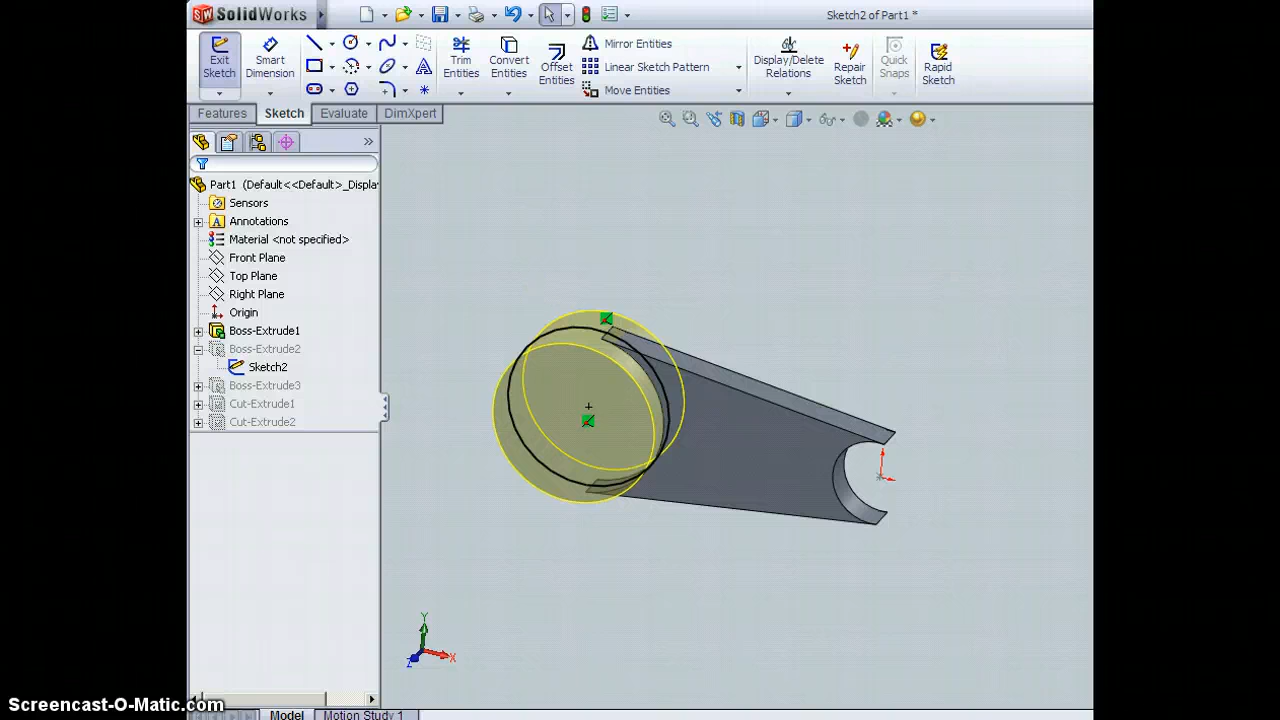 SW SolidWorks
Sketch2 of Part1 *
Exit Sketch
Smart Dimension
Trim Entities
Convert Entities
Offset Entities
Mirror Entities
Linear Sketch Pattern
Move Entities
Display/Delete Relations
Repair Sketch
Quick Snaps
Rapid Sketch
Features Sketch Evaluate DimXpert
Part1 (Default<<Default>_Displa
Sensors
A Annotations
Material <not specified>
Front Plane
Top Plane
Right Plane
Origin
Boss-Extrude1
Boss-Extrude2
Sketch2
Boss-Extrude3
Cut-Extrude1
Cut-Extrude2
Y
X
Z
Screencast-O-Matic.com
Model Motion Study 1